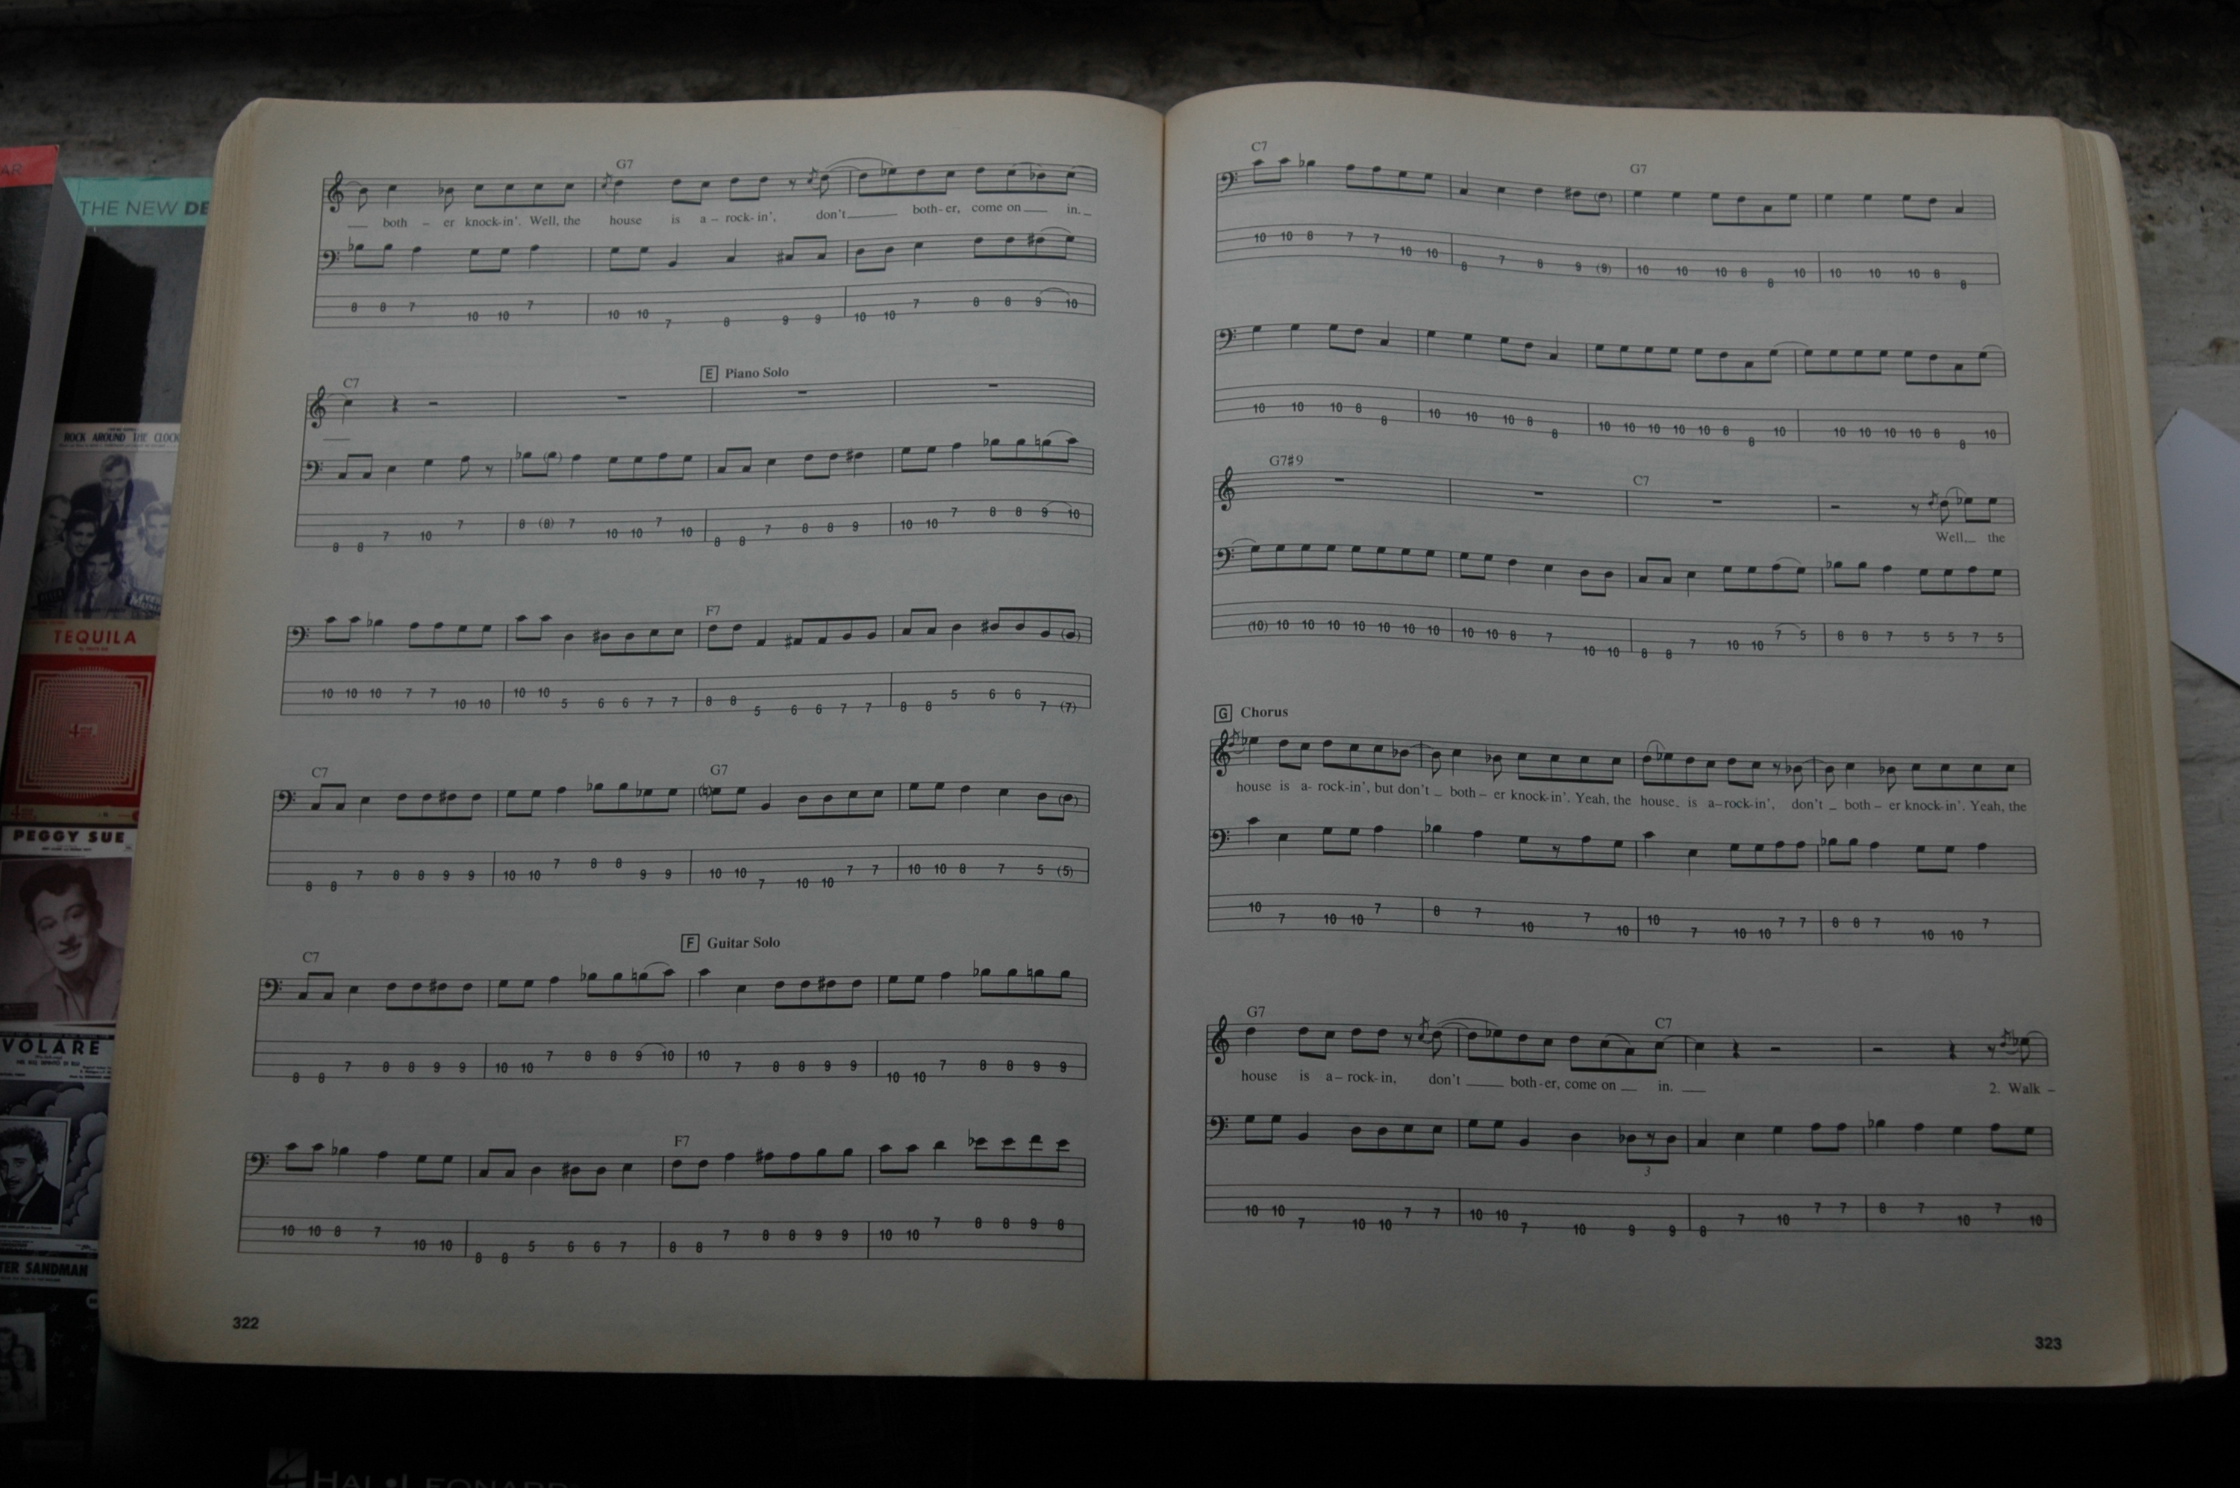 AR
THE NEW DE
ROCK AROUND THE CLOCK
TEQUILA
PEGGY SUE
VOLARE
TER SANDMAN
HAL LEONARD
G7
both – er knock-in'. Well, the house is a – rock-in', don't both-er, come on in.
8 8 7 10 10 7 10 10 7 8 9 9 10 10 7 8 8 9 10
C7
E Piano Solo
8 8 7 10 7 8 (8) 7 10 10 7 10 8 8 7 8 8 9 10 10 7 8 8 9 10
F7
10 10 10 7 7 10 10 10 10 5 6 6 7 7 8 8 5 6 6 7 7 8 8 5 6 6 7 (7)
C7 G7
8 8 7 8 8 9 9 10 10 7 8 8 9 9 10 10 7 10 10 7 7 10 10 8 7 5 (5)
F Guitar Solo
C7
8 8 7 8 8 9 9 10 10 7 8 8 9 10 10 7 8 8 9 9 10 10 7 8 8 9 9
F7
10 10 8 7 10 10 8 8 5 6 6 7 8 8 7 8 8 9 9 10 10 7 8 8 9 8
322
C7 G7
10 10 8 7 7 10 10 8 7 8 9 (9) 10 10 10 8 8 10 10 10 10 8 8
10 10 10 8 8 10 10 10 8 8 10 10 10 10 10 8 8 10 10 10 10 10 8 8 10
G7#9 C7
Well, the
(10) 10 10 10 10 10 10 10 10 10 8 7 10 10 8 8 7 10 10 7 5 8 8 7 5 5 7 5
G Chorus
house is a- rock-in', but don't both – er knock-in'. Yeah, the house, is a–rock-in', don't both – er knock-in'. Yeah, the
10 7 10 10 7 8 7 10 7 10 10 7 10 10 7 7 8 8 7 10 10 7
G7 C7
house is a–rock-in, don't both-er, come on in. 2. Walk –
3
10 10 7 10 10 7 7 10 10 7 10 9 9 8 7 10 7 7 8 7 10 7 10
323